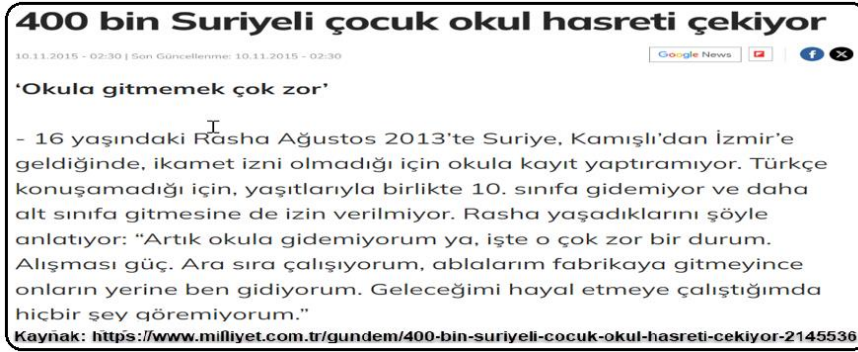 400 bin Suriyeli çocuk okul hasreti çekiyor
10.11.2015 - 02:30 | Son Güncellenme: 10.11.2015 - 02:30
Google News
‘Okula gitmemek çok zor’
- 16 yaşındaki Rasha Ağustos 2013’te Suriye, Kamışlı’dan İzmir’e
geldiğinde, ikamet izni olmadığı için okula kayıt yaptıramıyor. Türkçe
konuşamadığı için, yaşıtlarıyla birlikte 10. sınıfa gidemiyor ve daha
alt sınıfa gitmesine de izin verilmiyor. Rasha yaşadıklarını şöyle
anlatıyor: “Artık okula gidemiyorum ya, işte o çok zor bir durum.
Alışması güç. Ara sıra çalışıyorum, ablalarım fabrikaya gitmeyince
onların yerine ben gidiyorum. Geleceğimi hayal etmeye çalıştığımda
hiçbir şey göremiyorum.”
Kaynak: https://www.milliyet.com.tr/gundem/400-bin-suriyeli-cocuk-okul-hasreti-cekiyor-2145536